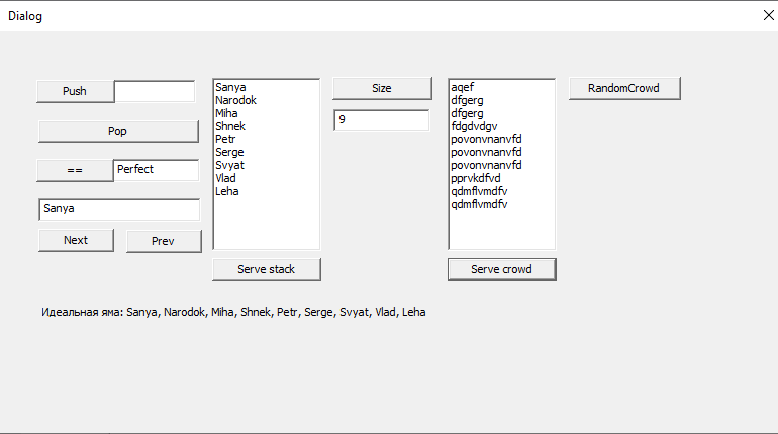 Dialog
Push
Pop
==
Perfect
Sanya
Next
Prev
Sanya
Narodok
Miha
Shnek
Petr
Serge
Svyat
Vlad
Leha
Serve stack
Size
9
aqef
dfgerg
dfgerg
fdgdvdgv
povonvnanvfd
povonvnanvfd
povonvnanvfd
pprvkdfvd
qdmflvmdfv
qdmflvmdfv
Serve crowd
RandomCrowd
Идеальная яма: Sanya, Narodok, Miha, Shnek, Petr, Serge, Svyat, Vlad, Leha